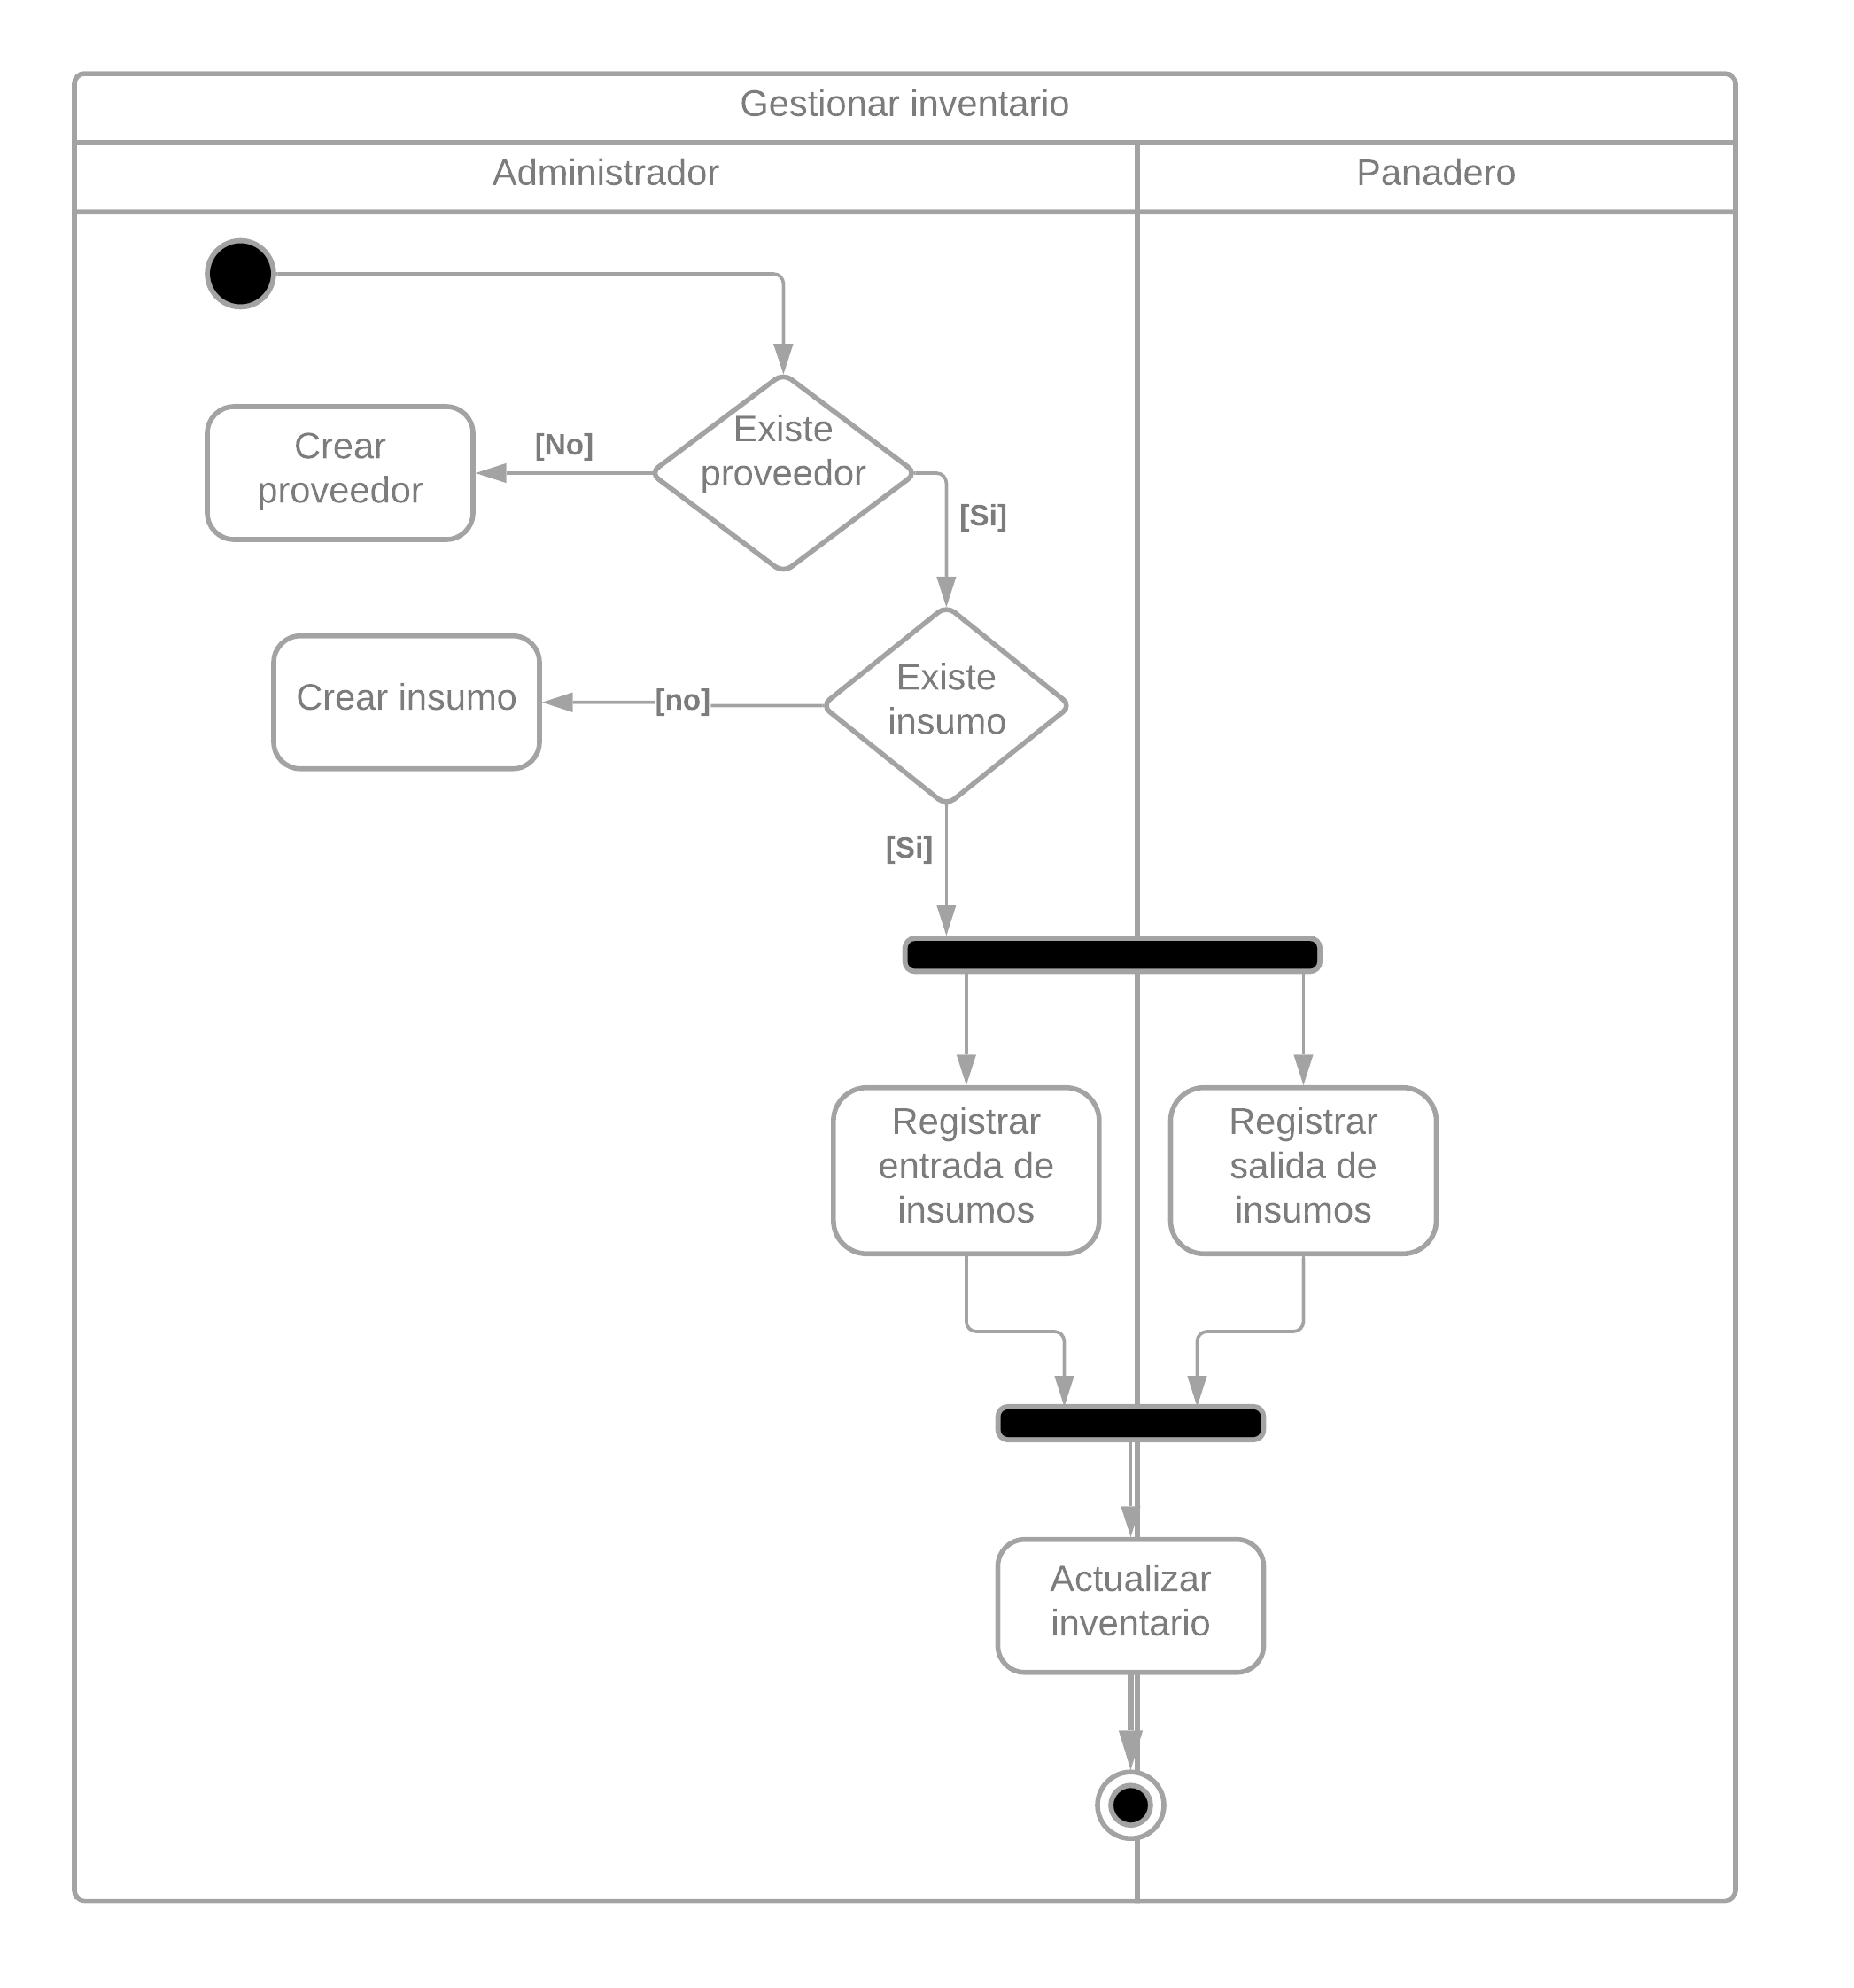 Gestionar inventario
Administrador
Panadero
Existe
proveedor
[No]
Crear
proveedor
[Si]
Existe
insumo
[no]
Crear insumo
[Si]
Registrar
entrada de
insumos
Registrar
salida de
insumos
Actualizar
inventario